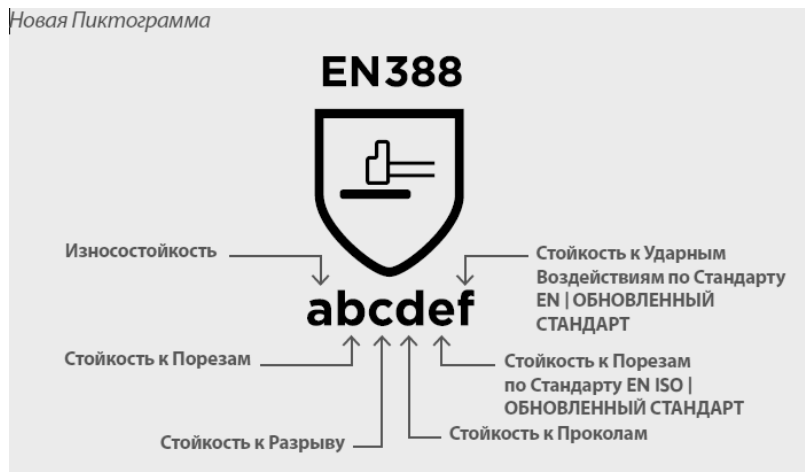 Новая Пиктограмма
EN388
Износостойкость
Стойкость к Ударным
Воздействиям по Стандарту
EN | ОБНОВЛЕННЫЙ
СТАНДАРТ
abcdef
Стойкость к Порезам
Стойкость к Порезам
по Стандарту EN ISO |
ОБНОВЛЕННЫЙ СТАНДАРТ
Стойкость к Разрыву
Стойкость к Проколам